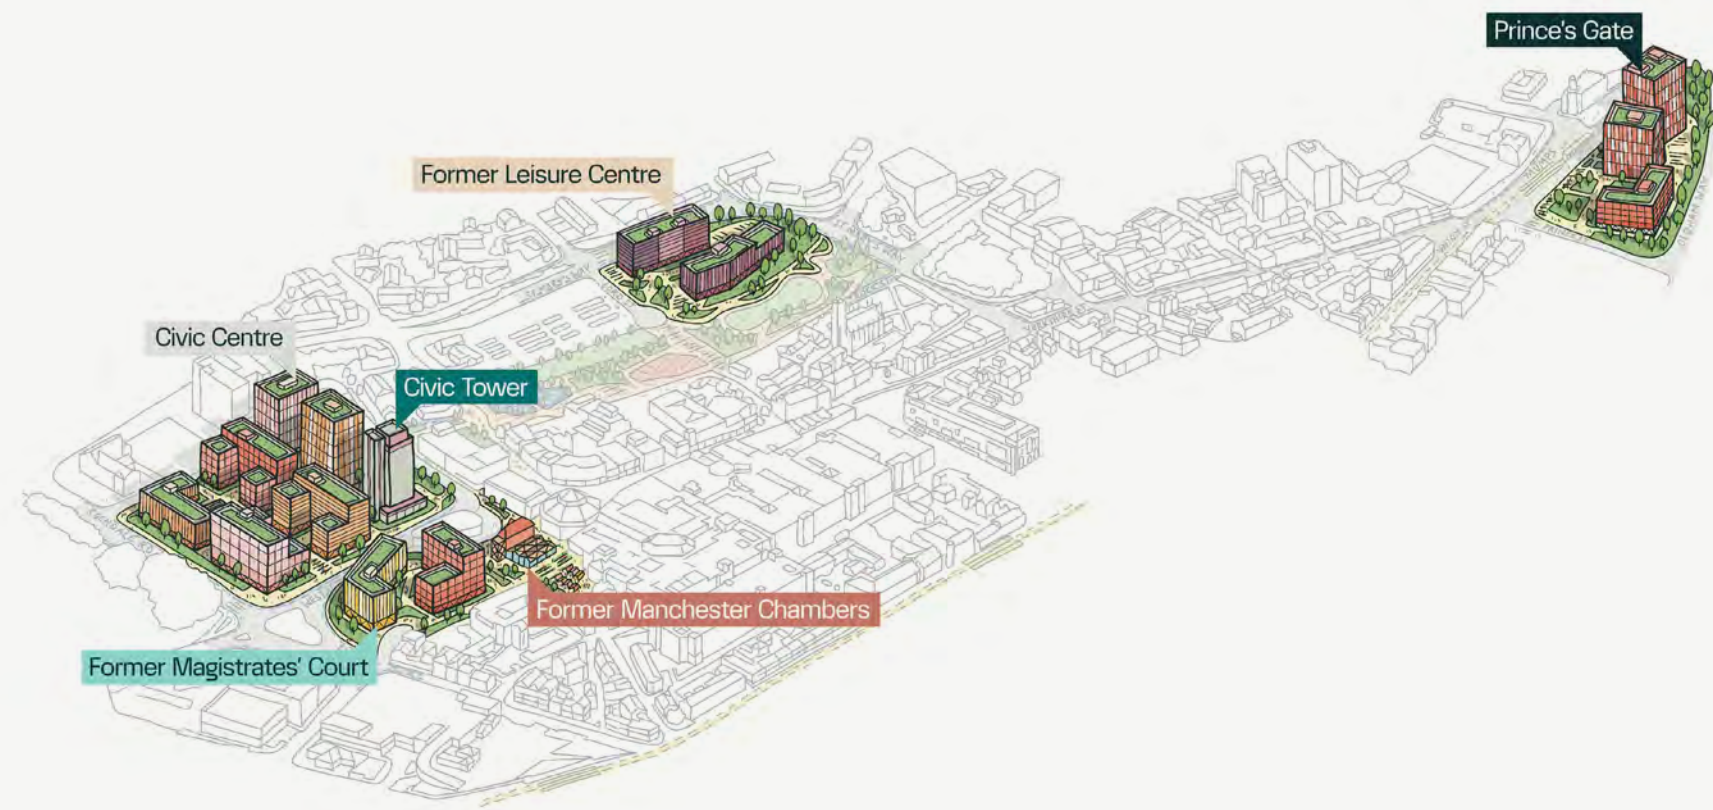 Prince's Gate
Former Leisure Centre
Civic Centre
Civic Tower
Former Manchester Chambers
Former Magistrates' Court